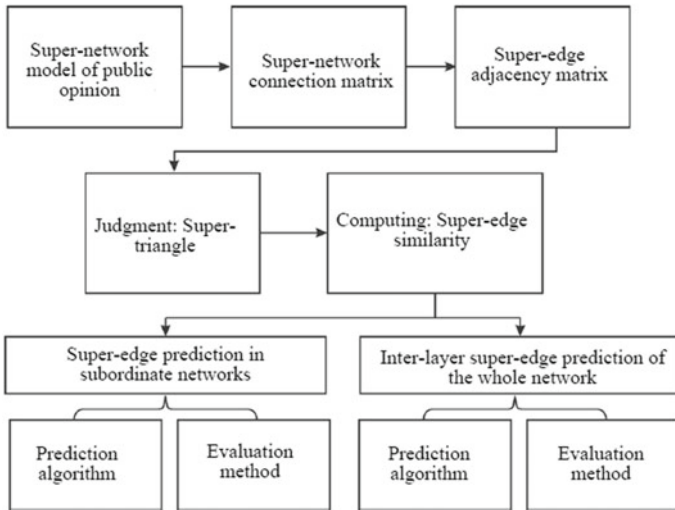 Super-network
model of public
opinion
Super-network
connection matrix
Super-edge
adjacency matrix
Judgment: Super-
triangle
Computing: Super-edge
similarity
Super-edge prediction in
subordinate networks
Inter-layer super-edge prediction of
the whole network
Prediction
algorithm
Evaluation
method
Prediction
algorithm
Evaluation
method